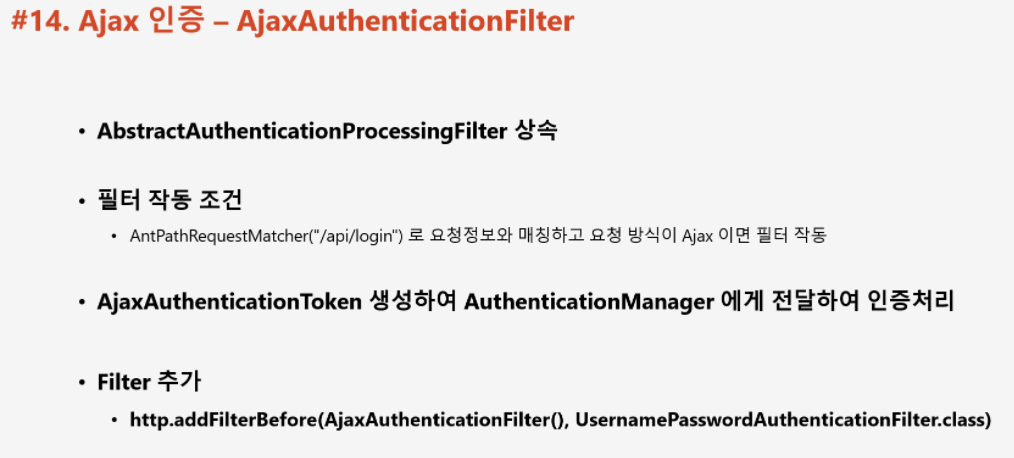 #14. Ajax 인증 – AjaxAuthenticationFilter
• AbstractAuthenticationProcessingFilter 상속
• 필터 작동 조건
• AntPathRequestMatcher("/api/login") 로 요청정보와 매칭하고 요청 방식이 Ajax 이면 필터 작동
• AjaxAuthenticationToken 생성하여 AuthenticationManager 에게 전달하여 인증처리
• Filter 추가
• http.addFilterBefore(AjaxAuthenticationFilter(), UsernamePasswordAuthenticationFilter.class)